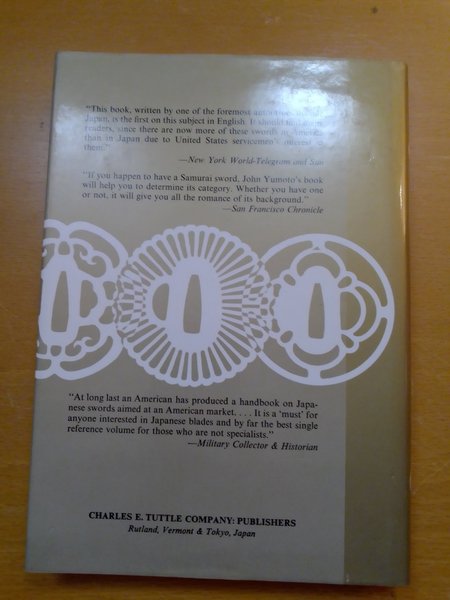 "This book, written by one of the foremost
Japan, is the first on this subject in English. It should
readers, since there are now more of these swords in
than in Japan due to United States servicemen's interest
them."
—New York World-Telegram and Sun
"If you happen to have a Samurai sword, John Yumoto's book
will help you to determine its category. Whether you have one
or not, it will give you all the romance of its background."
—San Francisco Chronicle
"At long last an American has produced a handbook on Japa-
nese swords aimed at an American market. . . . It is a 'must' for
anyone interested in Japanese blades and by far the best single
reference volume for those who are not specialists."
—Military Collector & Historian
CHARLES E. TUTTLE COMPANY: PUBLISHERS
Rutland, Vermont & Tokyo, Japan